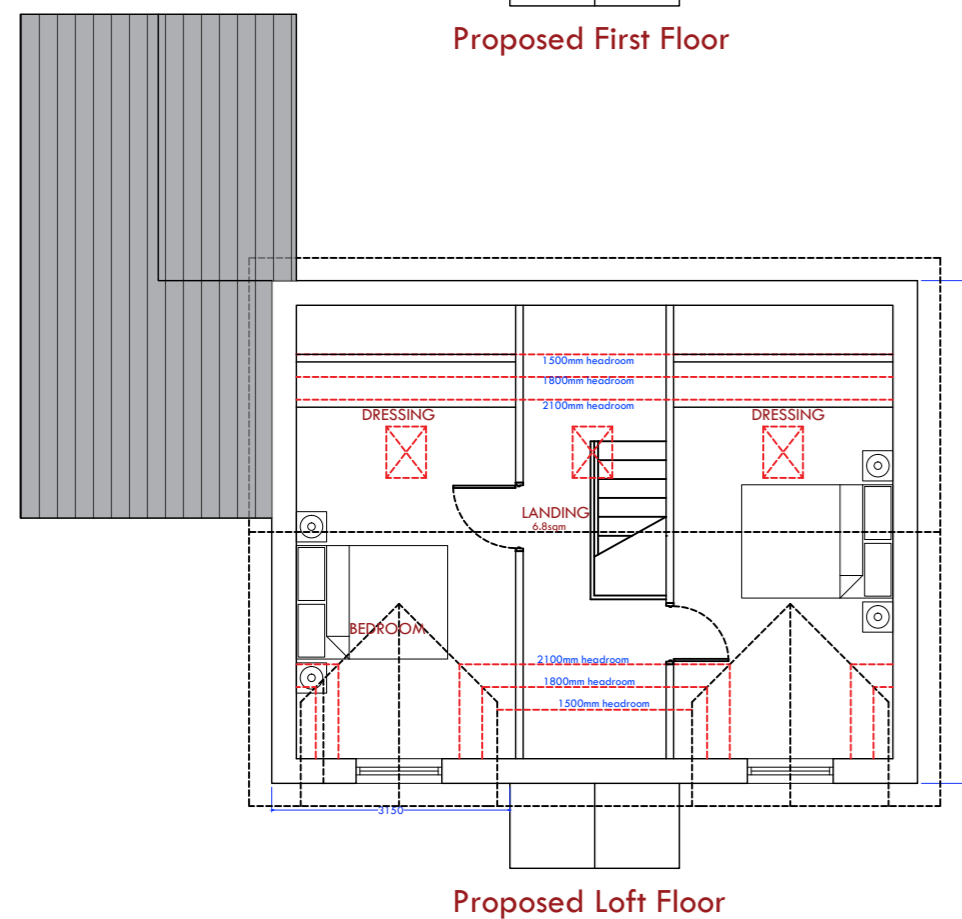 Proposed First Floor
1500mm headroom
1800mm headroom
2100mm headroom
DRESSING
DRESSING
LANDING
6.8sqm
BEDROOM
2100mm headroom
1800mm headroom
1500mm headroom
3150
Proposed Loft Floor